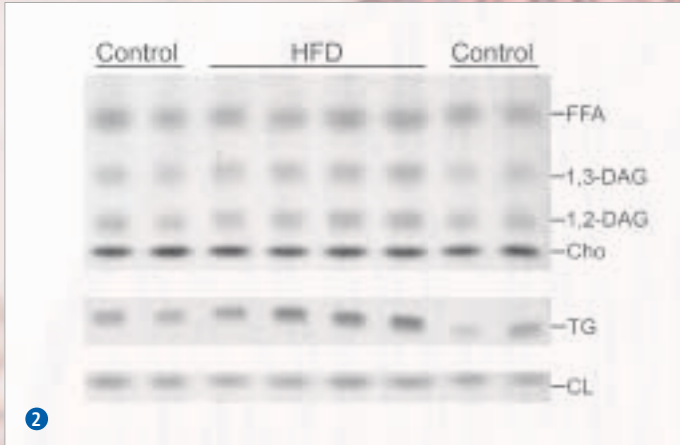 Control HFD Control
–FFA
–1,3-DAG
–1,2-DAG
–Cho
–TG
–CL
2